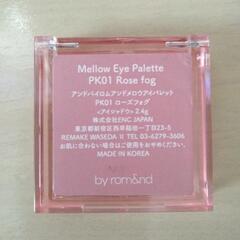 Mellow Eye Palette
PK01 Rose fog
アンドバイロムアンドメロウアイパレット
PK01 ローズフォグ
<アイシャドウ> 2.4g
株式会社ENC JAPAN
東京都新宿区西早稲田一丁目23-5
REMAKE WASEDA II TEL 03-6279-3606
お肌に合わないときはご使用をおやめください。
MADE IN KOREA
by rom&nd